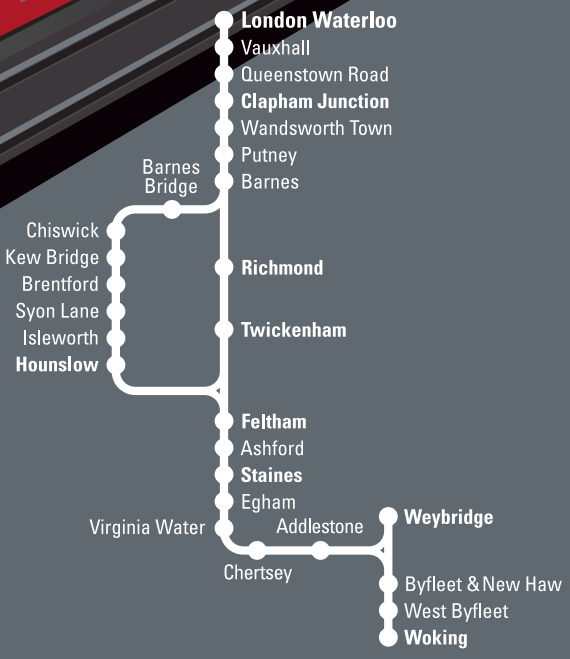 London Waterloo
Vauxhall
Queenstown Road
Clapham Junction
Wandsworth Town
Putney
Barnes
Barnes
Bridge
Chiswick
Kew Bridge
Brentford
Syon Lane
Isleworth
Hounslow
Richmond
Twickenham
Feltham
Ashford
Staines
Egham
Virginia Water
Chertsey
Addlestone
Weybridge
Byfleet & New Haw
West Byfleet
Woking